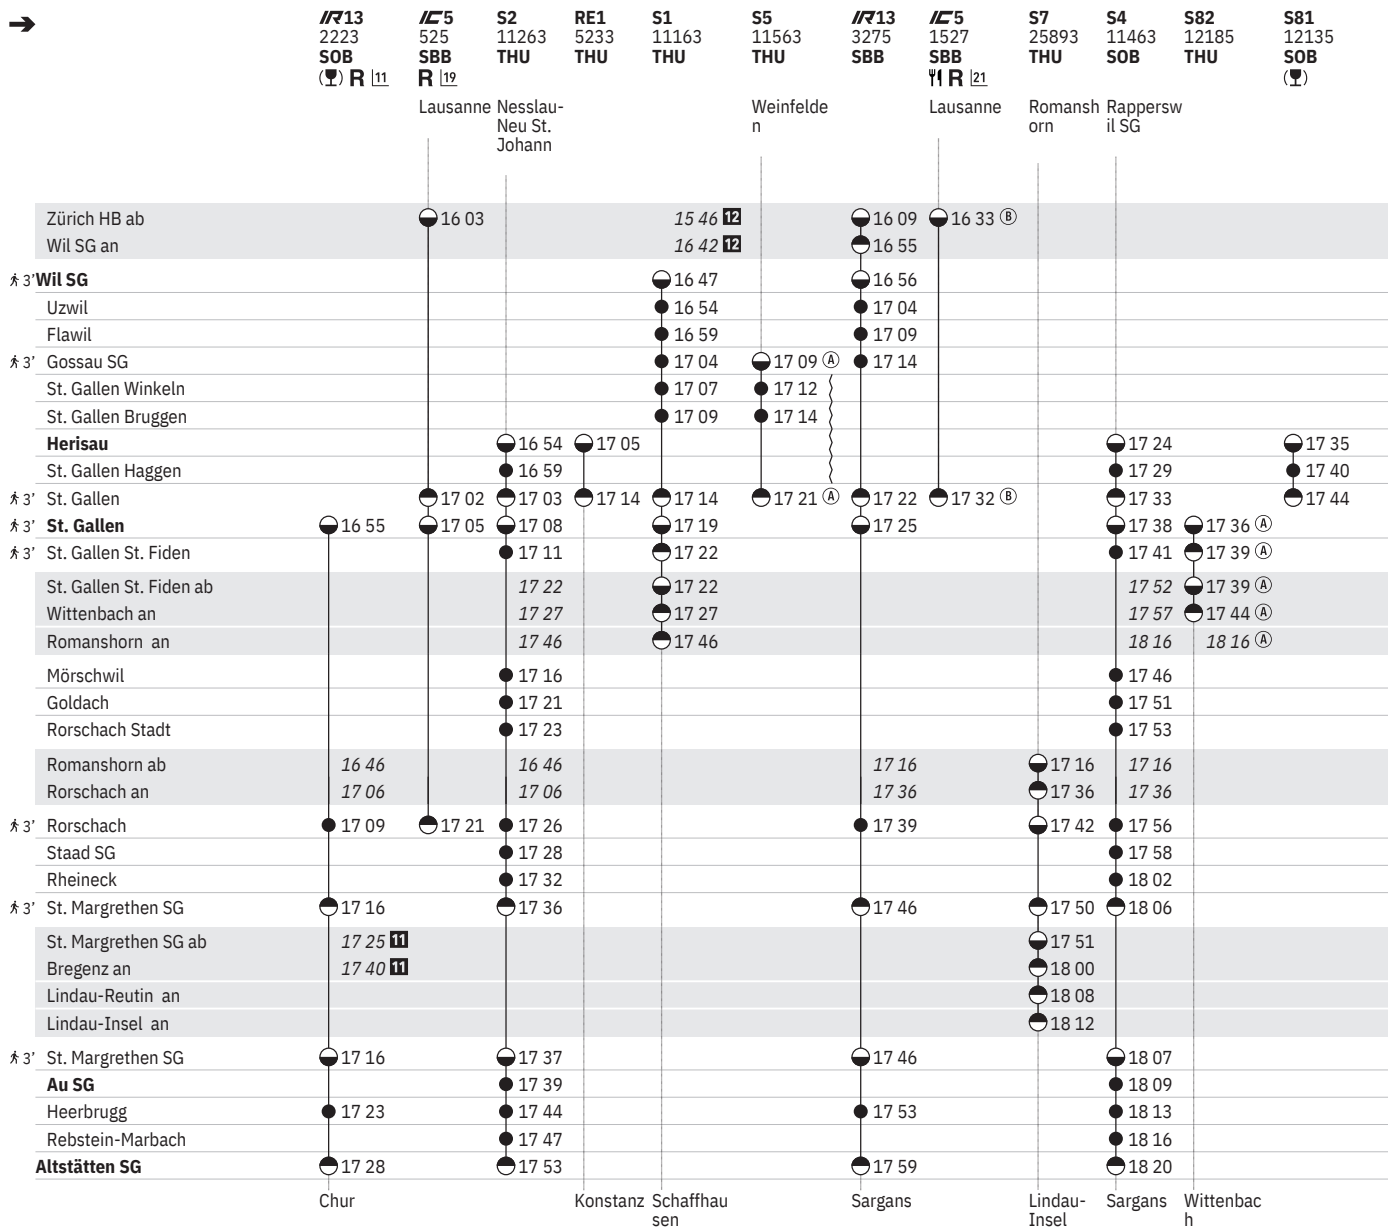 IR13 IC5 S2 RE1 S1 S5 IR13 IC5 S7 S4 S82 S81
2223 525 11263 5233 11163 11563 3275 1527 25893 11463 12185 12135
SOB SBB THU THU THU THU SBB SBB THU SOB THU SOB
R 11 R 19 R 21
Lausanne Nesslau- Weinfelde Lausanne Romansh Rappersw
Neu St. n orn il SG
Johann
Zürich HB ab 16 03 15 46 12 16 09 16 33 B
Wil SG an 16 42 12 16 55
3' Wil SG 16 47 16 56
Uzwil 16 54 17 04
Flawil 16 59 17 09
3' Gossau SG 17 04 17 09 A 17 14
St. Gallen Winkeln 17 07 17 12
St. Gallen Bruggen 17 09 17 14
Herisau 16 54 17 05 17 24 17 35
St. Gallen Haggen 16 59 17 29 17 40
3' St. Gallen 17 02 17 03 17 14 17 14 17 21 A 17 22 17 32 B 17 33 17 44
3' St. Gallen 16 55 17 05 17 08 17 19 17 25 17 38 17 36 A
3' St. Gallen St. Fiden 17 11 17 22 17 41 17 39 A
St. Gallen St. Fiden ab 17 22 17 22 17 52 17 39 A
Wittenbach an 17 27 17 27 17 57 17 44 A
Romanshorn an 17 46 17 46 18 16 18 16 A
Mörschwil 17 16 17 46
Goldach 17 21 17 51
Rorschach Stadt 17 23 17 53
Romanshorn ab 16 46 16 46 17 16 17 16 17 16
Rorschach an 17 06 17 06 17 36 17 36 17 36
3' Rorschach 17 09 17 21 17 26 17 39 17 42 17 56
Staad SG 17 28 17 58
Rheineck 17 32 18 02
3' St. Margrethen SG 17 16 17 36 17 46 17 50 18 06
St. Margrethen SG ab 17 25 11 17 51
Bregenz an 17 40 11 18 00
Lindau-Reutin an 18 08
Lindau-Insel an 18 12
3' St. Margrethen SG 17 16 17 37 17 46 18 07
Au SG 17 39 18 09
Heerbrugg 17 23 17 44 17 53 18 13
Rebstein-Marbach 17 47 18 16
Altstätten SG 17 28 17 53 17 59 18 20
Chur Konstanz Schaffhau Sargans Lindau- Sargans Wittenbac
sen Insel h